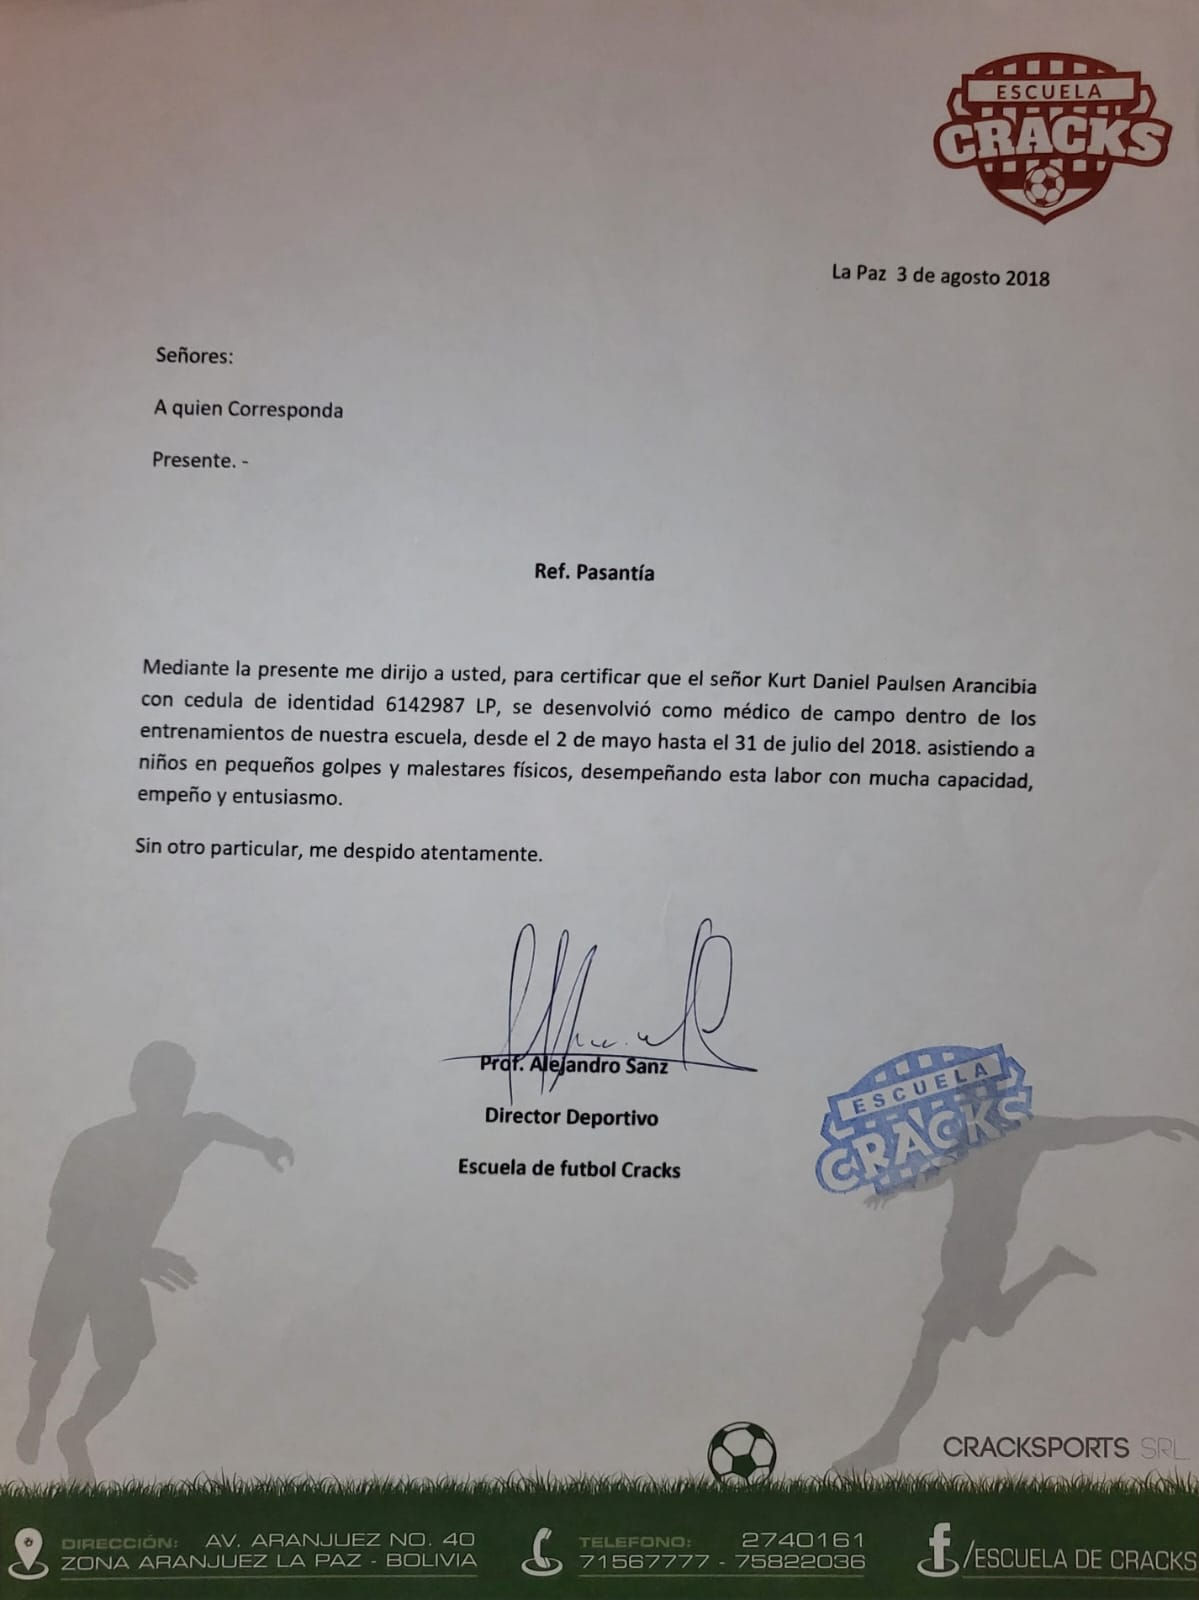 ESCUELA
CRACKS
La Paz 3 de agosto 2018
Señores:
A quien Corresponda
Presente. -
Ref. Pasantía
Mediante la presente me dirijo a usted, para certificar que el señor Kurt Daniel Paulsen Arancibia
con cedula de identidad 6142987 LP, se desenvolvió como médico de campo dentro de los
entrenamientos de nuestra escuela, desde el 2 de mayo hasta el 31 de julio del 2018. asistiendo a
niños en pequeños golpes y malestares físicos, desempeñando esta labor con mucha capacidad,
empeño y entusiasmo.
Sin otro particular, me despido atentamente.
Prof. Alejandro Sanz
Director Deportivo
Escuela de futbol Cracks
ESCUELA
CRACKS
CRACKSPORTS SRL
DIRECCIÓN: AV. ARANJUEZ NO. 40
ZONA ARANJUEZ LA PAZ - BOLIVIA
TELEFONO: 2740161
71567777 - 75822036
/ESCUELA DE CRACKS